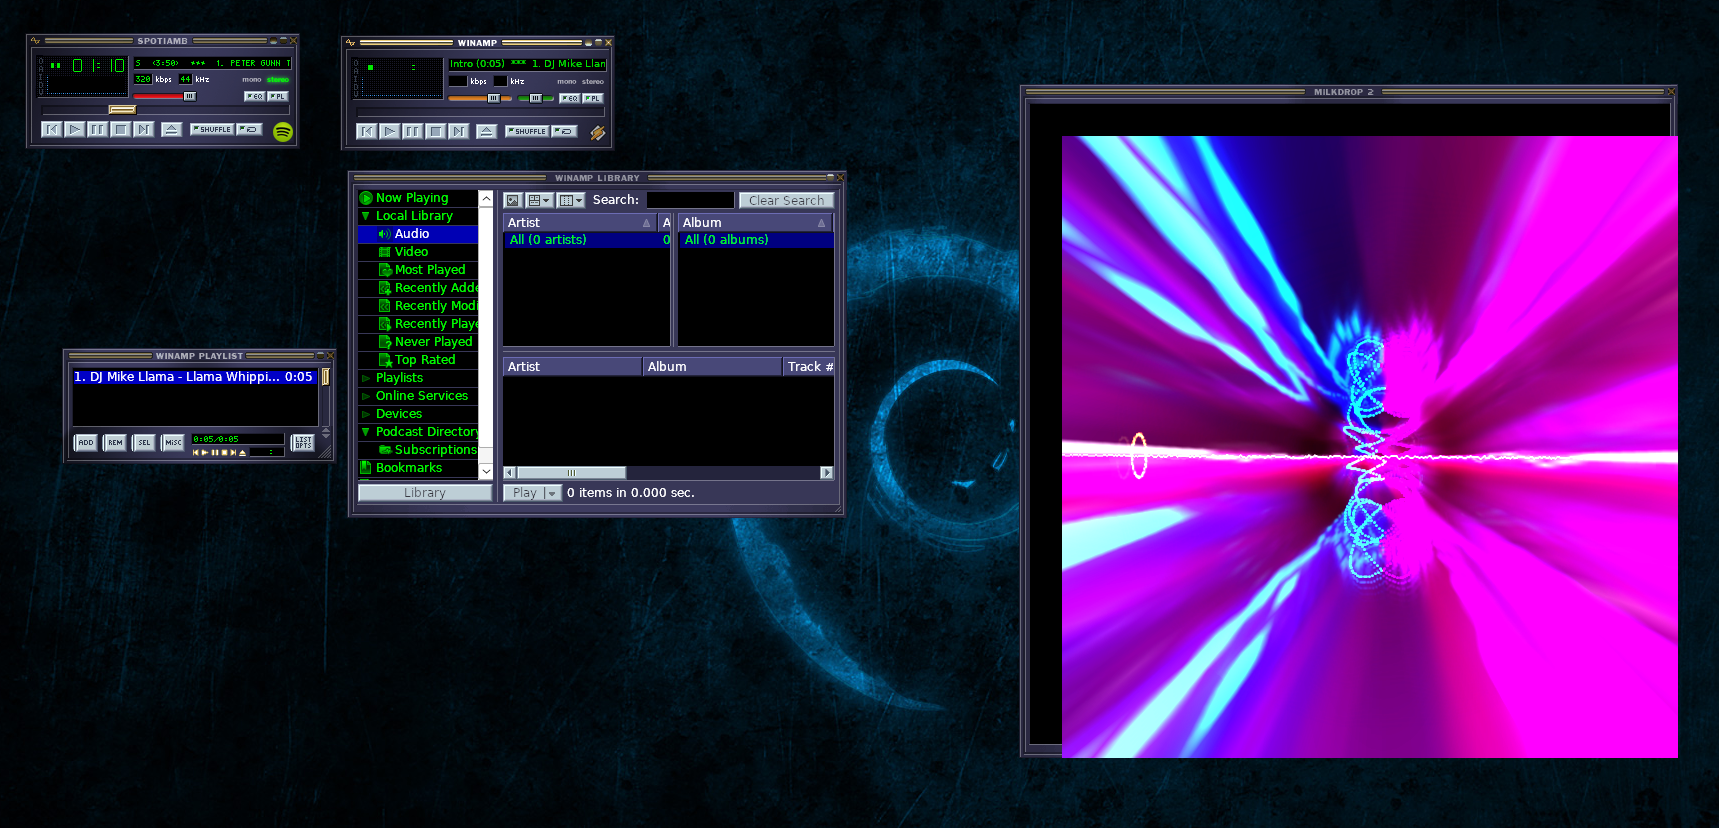 SPOTIAMB
S (3:50) *** 1. PETER GUNN T
320 kbps 44 kHz mono stereo
EQ PL
SHUFFLE
WINAMP
Intro (0:05) *** 1. DJ Mike Llam
kbps kHz mono stereo
EQ PL
SHUFFLE
WINAMP LIBRARY
Now Playing
Local Library
Audio
Video
Most Played
Recently Adde
Recently Modi
Recently Playe
Never Played
Top Rated
Playlists
Online Services
Devices
Podcast Directory
Subscriptions
Bookmarks
Library
Search:
Clear Search
Artist A Album
All (0 artists) 0 All (0 albums)
Artist Album Track #
Play 0 items in 0.000 sec.
WINAMP PLAYLIST
1. DJ Mike Llama - Llama Whippi... 0:05
ADD REM SEL MISC 0:05/0:05 LIST OPTS
MILKDROP 2